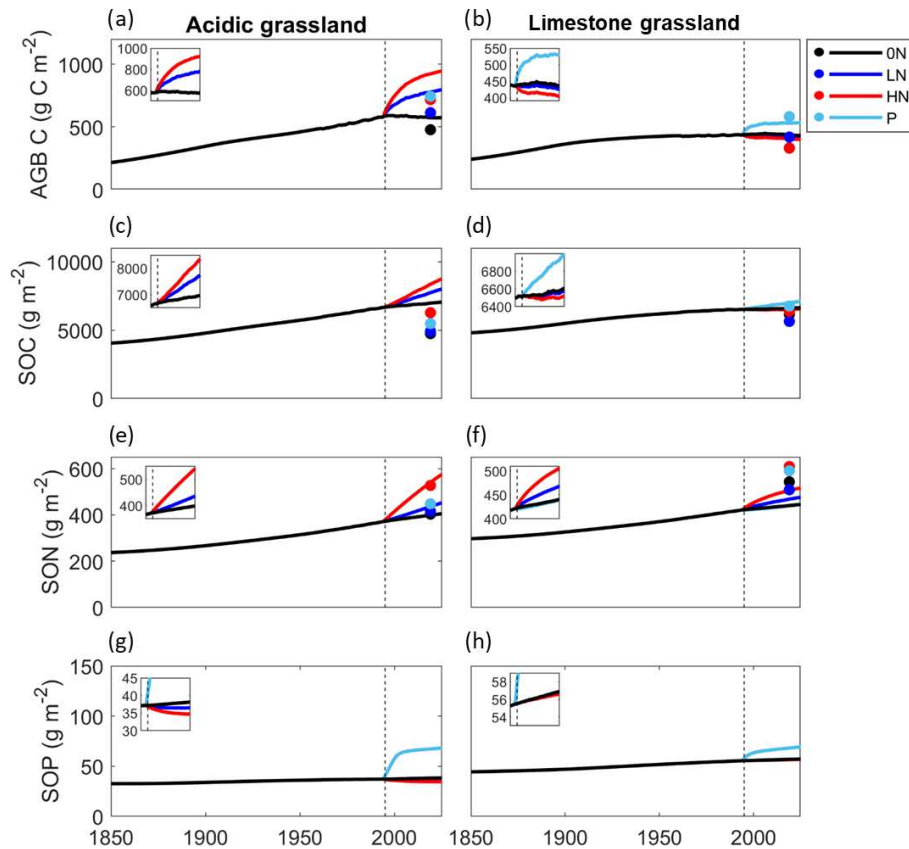 (a) Acidic grassland (b) Limestone grassland
AGB C (g C m⁻²)
1000
500
0
1000
800
600
550
500
450
400
0N
LN
HN
P
(c) (d)
SOC (g m⁻²)
10000
5000
0
8000
7000
6800
6600
6400
(e) (f)
SON (g m⁻²)
600
400
200
0
500
400
500
450
400
(g) (h)
SOP (g m⁻²)
150
100
50
0
45
40
35
30
58
56
54
1850 1900 1950 2000 1850 1900 1950 2000